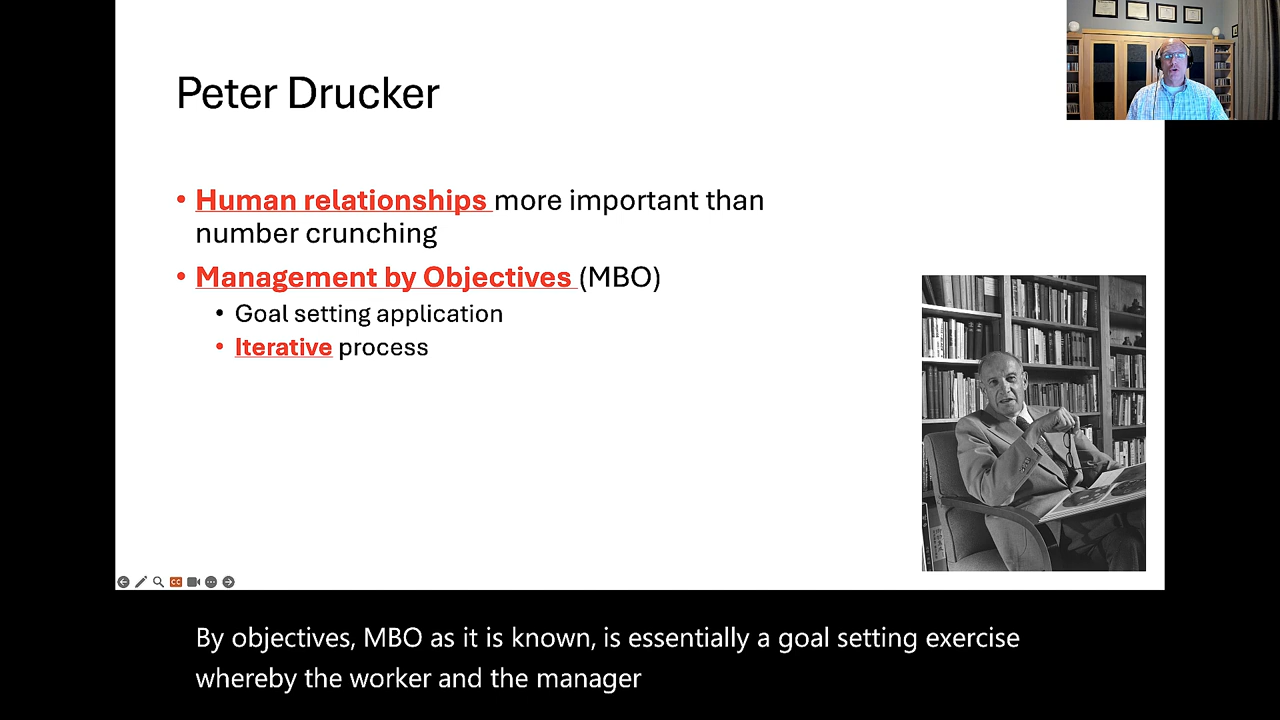 Peter Drucker
• Human relationships more important than
number crunching
• Management by Objectives (MBO)
• Goal setting application
• Iterative process
CC
By objectives, MBO as it is known, is essentially a goal setting exercise
whereby the worker and the manager